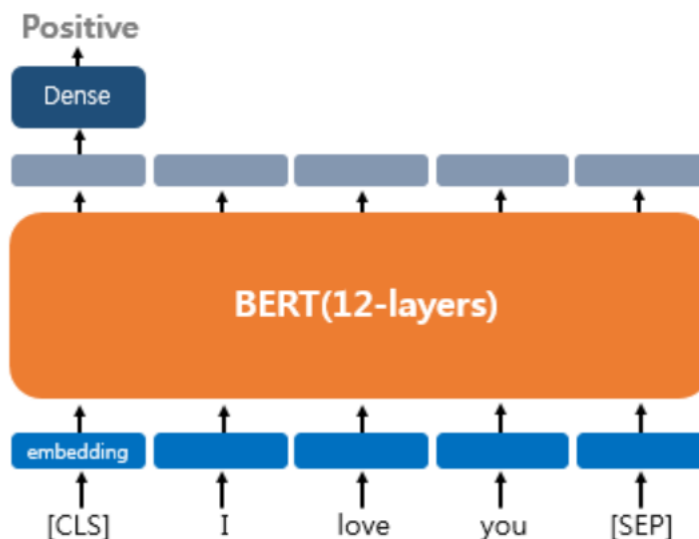 Positive
Dense
BERT(12-layers)
embedding
[CLS] I love you [SEP]